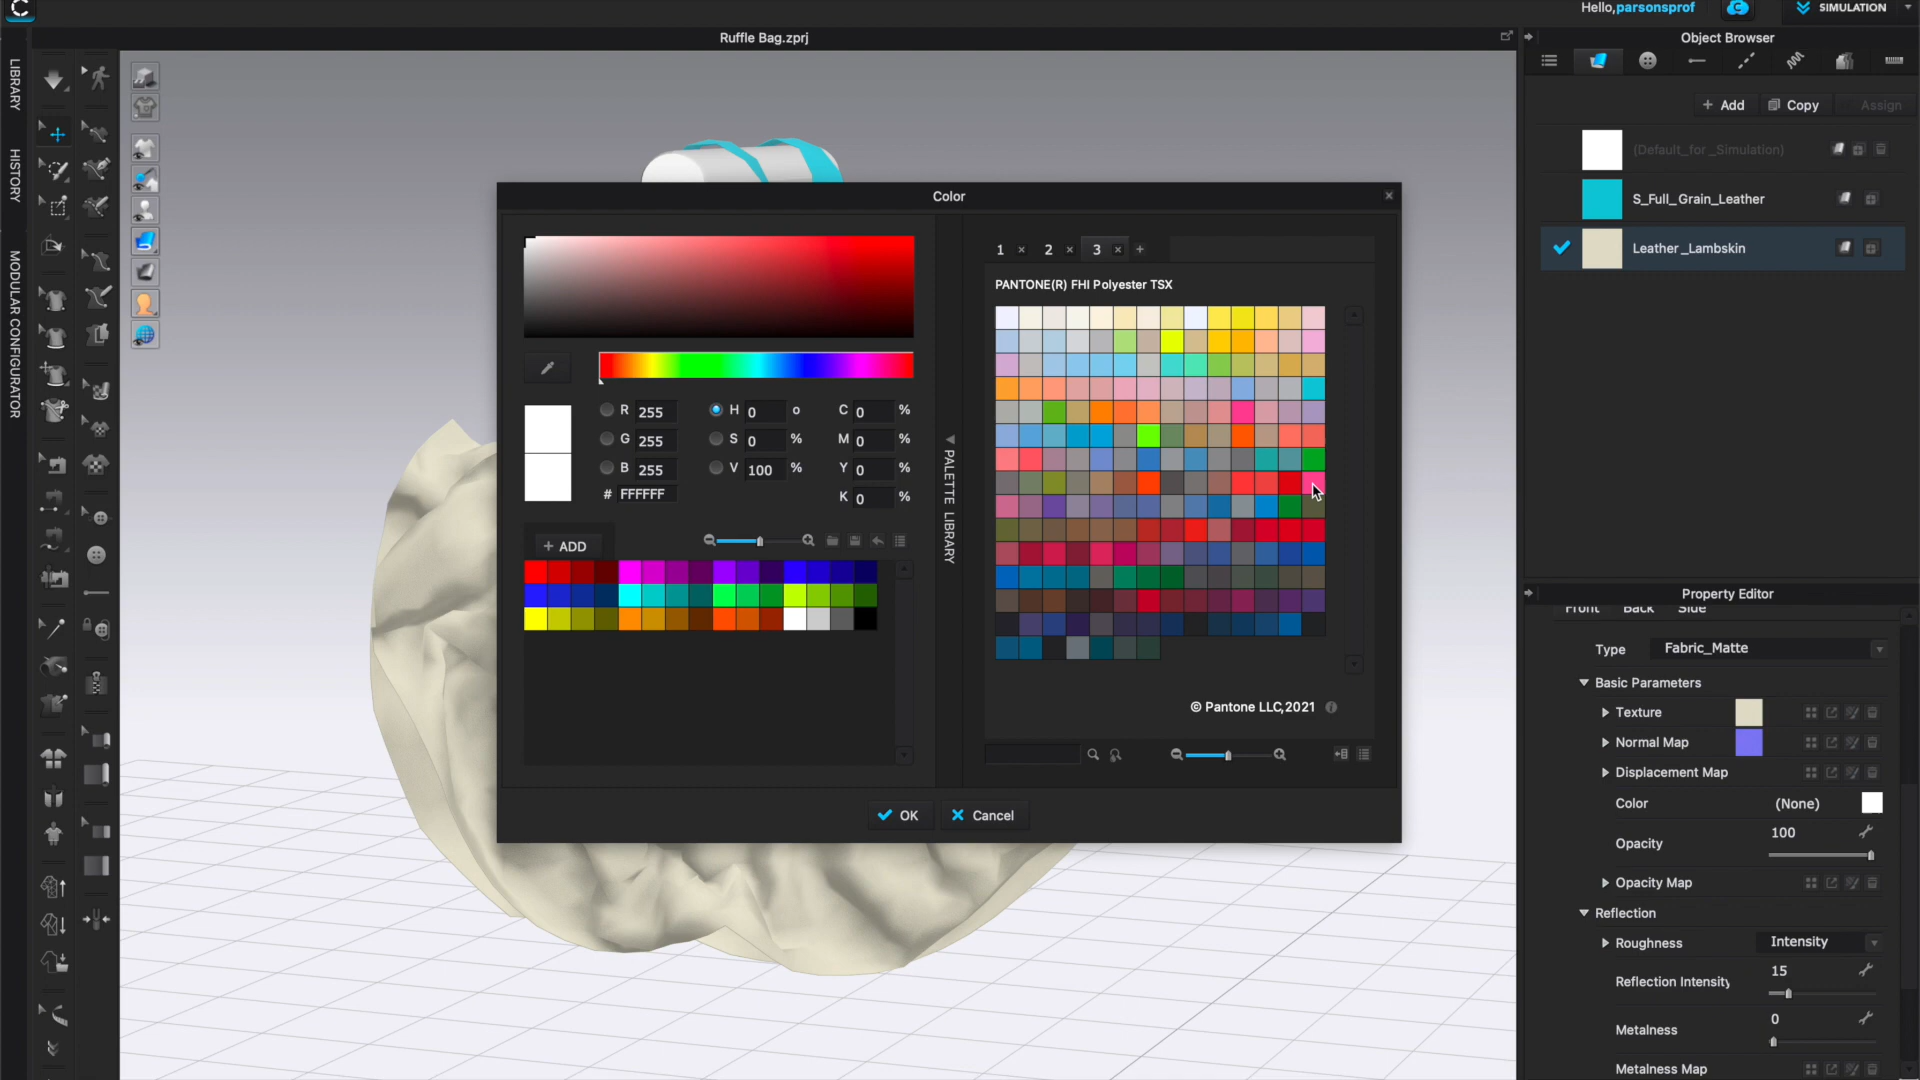 Hello,parsonsprof
SIMULATION
Ruffle Bag.zprj
Object Browser
LIBRARY
HISTORY
MODULAR CONFIGURATOR
+ Add
Copy
Assign
(Default_for_Simulation)
S_Full_Grain_Leather
Leather_Lambskin
Color
1
2
3
+
PANTONE(R) FHI Polyester TSX
R 255
H 0 o
C 0 %
G 255
S 0 %
M 0 %
B 255
V 100 %
Y 0 %
# FFFFFF
K 0 %
+ ADD
PALETTE LIBRARY
© Pantone LLC,2021
OK
Cancel
Property Editor
Front Back Side
Type Fabric_Matte
Basic Parameters
Texture
Normal Map
Displacement Map
Color (None)
Opacity 100
Opacity Map
Reflection
Roughness Intensity
Reflection Intensity 15
Metalness 0
Metalness Map